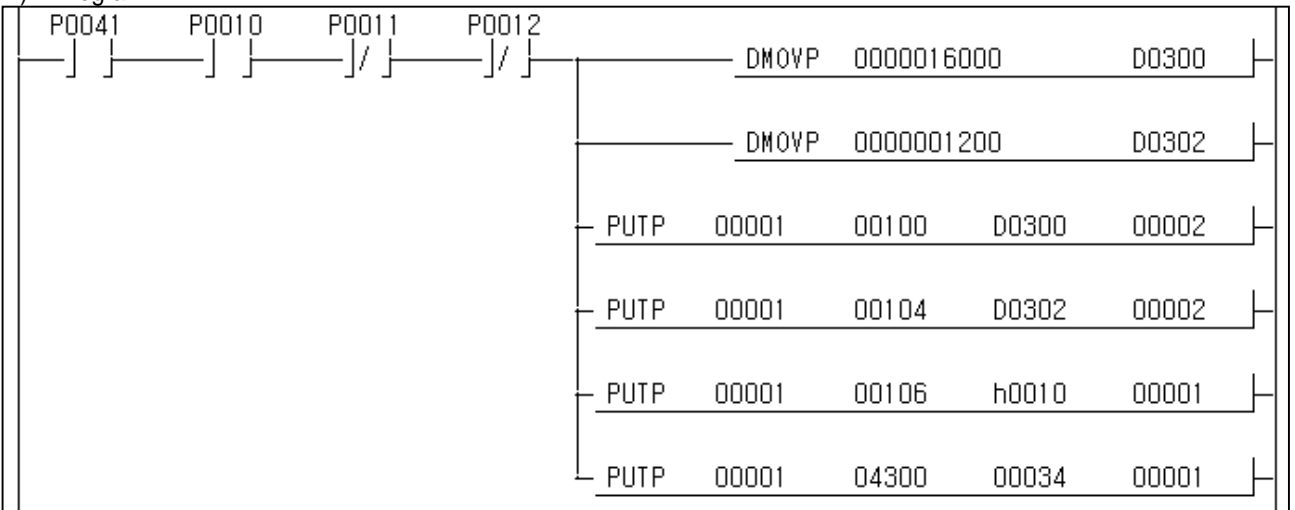 P0041 P0010 P0011 P0012
DMOVP 0000016000 D0300
DMOVP 0000001200 D0302
PUTP 00001 00100 D0300 00002
PUTP 00001 00104 D0302 00002
PUTP 00001 00106 h0010 00001
PUTP 00001 04300 00034 00001